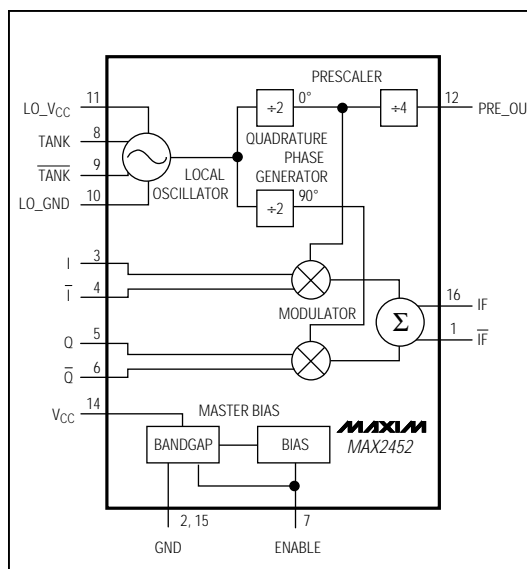 PRESCALER
11
LO_VCC
÷2
0°
÷4
12
PRE_OU
8
TANK
QUADRATURE
PHASE
GENERATOR
9
TANK
LOCAL
OSCILLATOR
÷2
90°
10
LO_GND
3
I
4
I
16
IF
MODULATOR
Σ
5
Q
1
IF
6
Q
14
VCC
MASTER BIAS
MAXIM
MAX2452
BANDGAP
BIAS
2, 15
7
GND
ENABLE